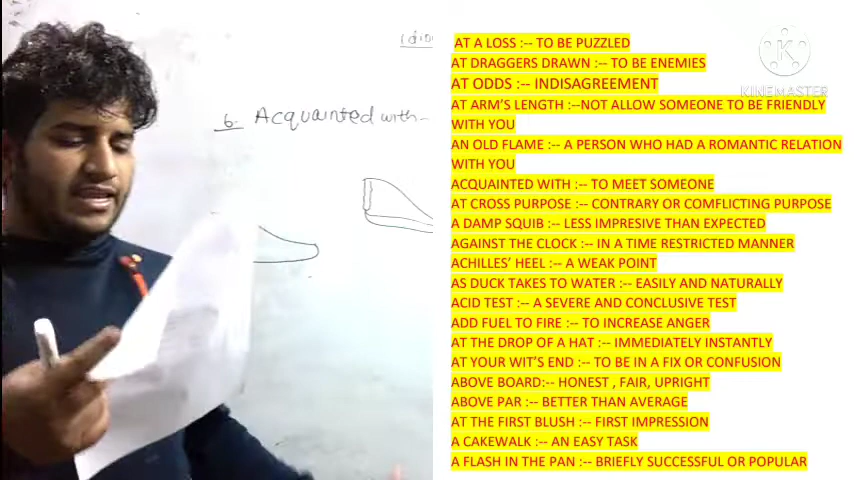 idio
6. Acquainted with-
AT A LOSS :-- TO BE PUZZLED
AT DRAGGERS DRAWN :-- TO BE ENEMIES
AT ODDS :-- INDISAGREEMENT
AT ARM'S LENGTH :--NOT ALLOW SOMEONE TO BE FRIENDLY
WITH YOU
AN OLD FLAME :-- A PERSON WHO HAD A ROMANTIC RELATION
WITH YOU
ACQUAINTED WITH :-- TO MEET SOMEONE
AT CROSS PURPOSE :-- CONTRARY OR COMFLICTING PURPOSE
A DAMP SQUIB :-- LESS IMPRESIVE THAN EXPECTED
AGAINST THE CLOCK :-- IN A TIME RESTRICTED MANNER
ACHILLES' HEEL :-- A WEAK POINT
AS DUCK TAKES TO WATER :-- EASILY AND NATURALLY
ACID TEST :-- A SEVERE AND CONCLUSIVE TEST
ADD FUEL TO FIRE :-- TO INCREASE ANGER
AT THE DROP OF A HAT :-- IMMEDIATELY INSTANTLY
AT YOUR WIT'S END :-- TO BE IN A FIX OR CONFUSION
ABOVE BOARD:-- HONEST , FAIR, UPRIGHT
ABOVE PAR :-- BETTER THAN AVERAGE
AT THE FIRST BLUSH :-- FIRST IMPRESSION
A CAKEWALK :-- AN EASY TASK
A FLASH IN THE PAN :-- BRIEFLY SUCCESSFUL OR POPULAR
KINEMASTER